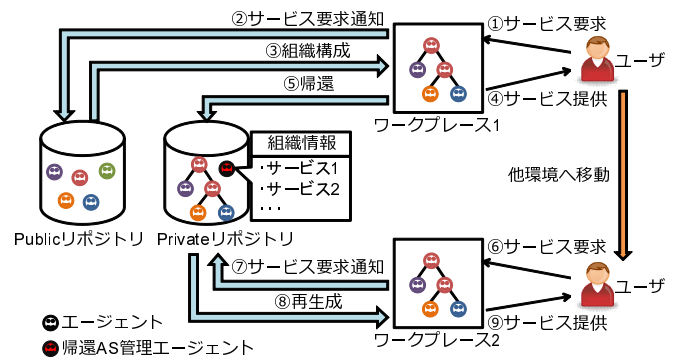 ②サービス要求通知
①サービス要求
③組織構成
ユーザ
⑤帰還
④サービス提供
ワークプレース1
組織情報
・サービス1
・サービス2
・・・
他環境へ移動
Publicリポジトリ
Privateリポジトリ
⑥サービス要求
⑦サービス要求通知
ユーザ
⑧再生成
⑨サービス提供
ワークプレース2
エージェント
帰還AS管理エージェント